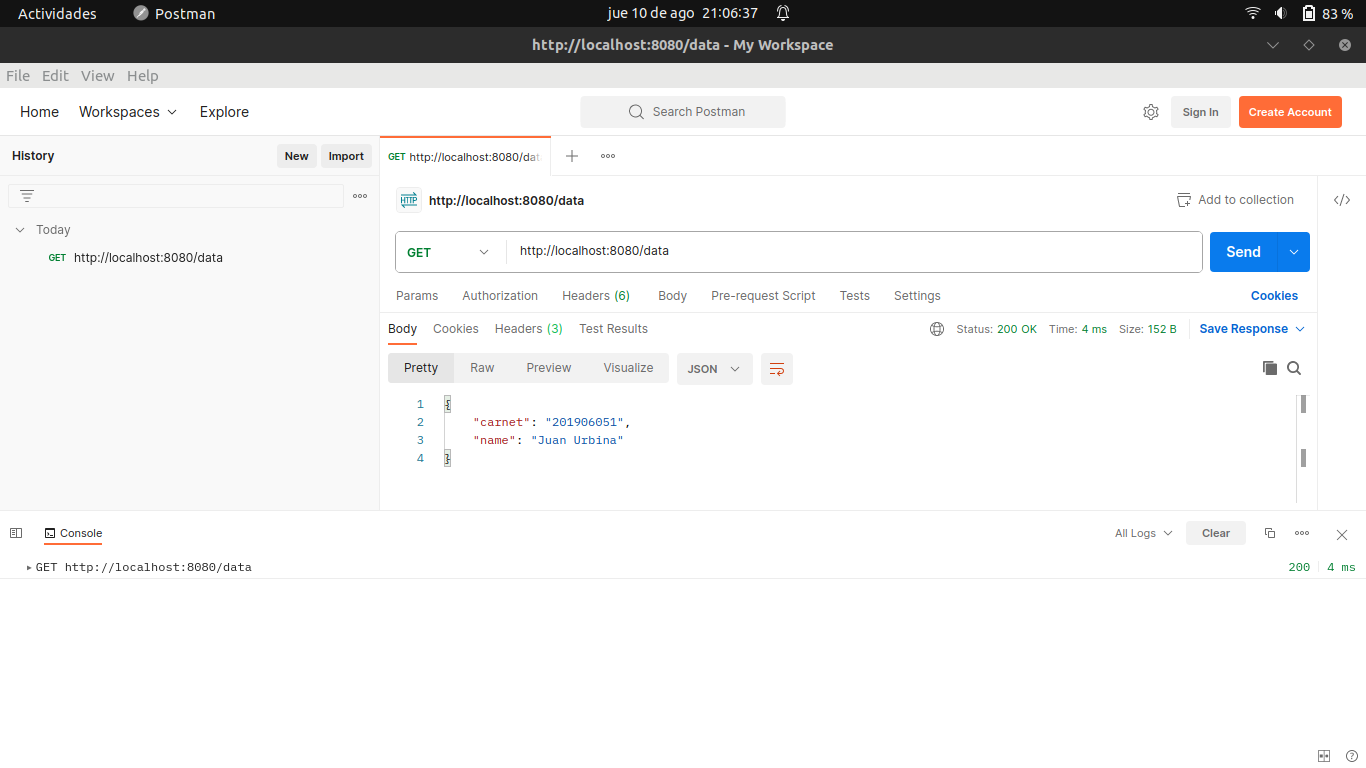 Actividades Postman jue 10 de ago 21:06:37 83 %
http://localhost:8080/data - My Workspace
File Edit View Help
Home Workspaces Explore Search Postman Sign In Create Account
History New Import
GET http://localhost:8080/dat
HTTP http://localhost:8080/data Add to collection </>
Today
GET http://localhost:8080/data
GET http://localhost:8080/data Send
Params Authorization Headers (6) Body Pre-request Script Tests Settings Cookies
Body Cookies Headers (3) Test Results Status: 200 OK Time: 4 ms Size: 152 B Save Response
Pretty Raw Preview Visualize JSON
1 {
2 "carnet": "201906051",
3 "name": "Juan Urbina"
4 }
Console All Logs Clear
GET http://localhost:8080/data 200 4 ms